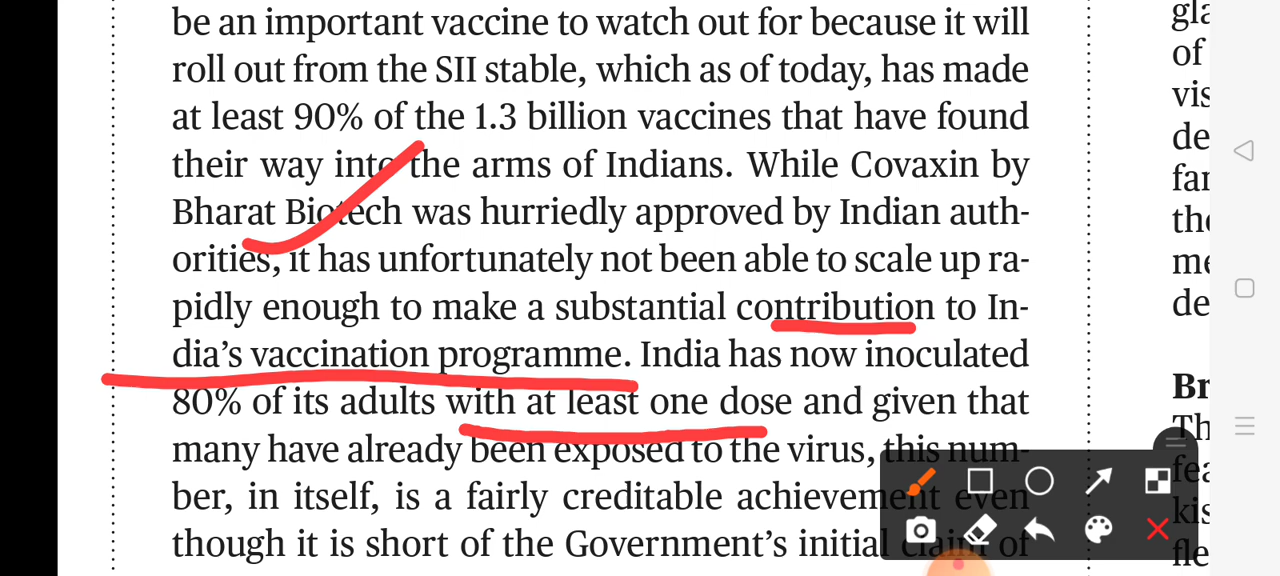 be an important vaccine to watch out for because it will
roll out from the SII stable, which as of today, has made
at least 90% of the 1.3 billion vaccines that have found
their way into the arms of Indians. While Covaxin by
Bharat Biotech was hurriedly approved by Indian auth-
orities, it has unfortunately not been able to scale up ra-
pidly enough to make a substantial contribution to In-
dia’s vaccination programme. India has now inoculated
80% of its adults with at least one dose and given that
many have already been exposed to the virus, this num-
ber, in itself, is a fairly creditable achievement even
though it is short of the Government’s initial claim of
of
Br